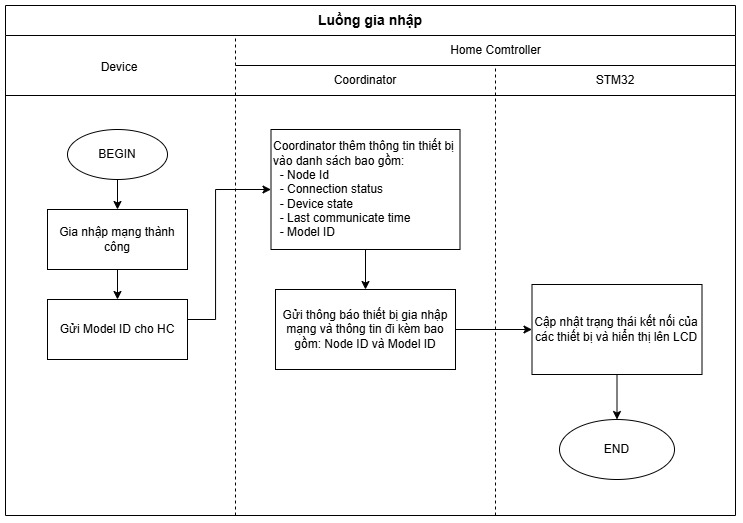 Luồng gia nhập
Device
Home Comtroller
Coordinator
STM32
BEGIN
Gia nhập mạng thành
công
Gửi Model ID cho HC
Coordinator thêm thông tin thiết bị
vào danh sách bao gồm:
- Node Id
- Connection status
- Device state
- Last communicate time
- Model ID
Gửi thông báo thiết bị gia nhập
mạng và thông tin đi kèm bao
gồm: Node ID và Model ID
Cập nhật trạng thái kết nối của
các thiết bị và hiển thị lên LCD
END